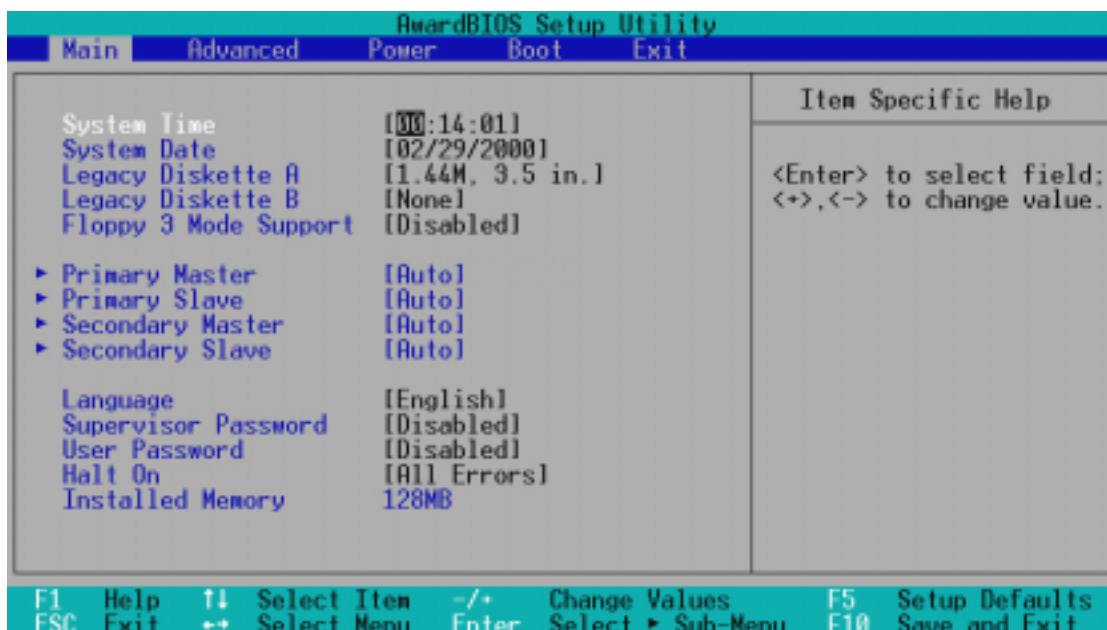 AwardBIOS Setup Utility
Main Advanced Power Boot Exit
Item Specific Help
System Time [00:14:01]
System Date [02/29/2000]
Legacy Diskette A [1.44M, 3.5 in.]
Legacy Diskette B [None]
Floppy 3 Mode Support [Disabled]
<Enter> to select field;
<+>,<-> to change value.
▶ Primary Master [Auto]
▶ Primary Slave [Auto]
▶ Secondary Master [Auto]
▶ Secondary Slave [Auto]
Language [English]
Supervisor Password [Disabled]
User Password [Disabled]
Halt On [All Errors]
Installed Memory 128MB
F1 Help ↑↓ Select Item -/+ Change Values F5 Setup Defaults
ESC Exit ←→ Select Menu Enter Select ▶ Sub-Menu F10 Save and Exit